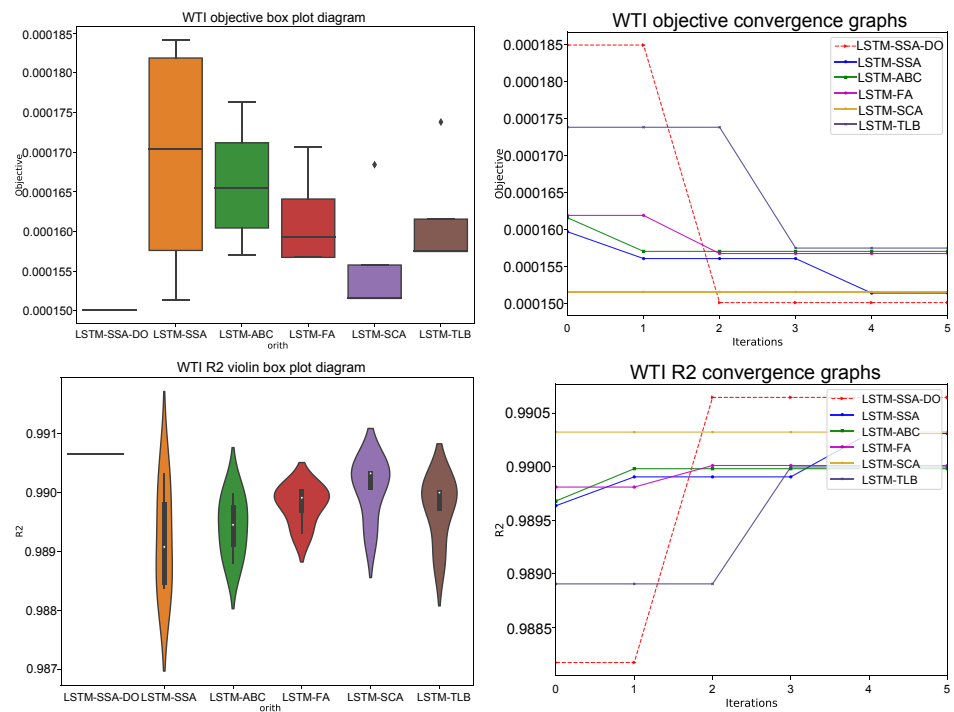 WTI objective box plot diagram
0.000185
0.000180
0.000175
0.000170
0.000165
0.000160
0.000155
0.000150
Objective
LSTM-SSA-DO LSTM-SSA LSTM-ABC LSTM-FA LSTM-SCA LSTM-TLB
orith
WTI objective convergence graphs
0.000185
0.000180
0.000175
0.000170
0.000165
0.000160
0.000155
0.000150
Objective
LSTM-SSA-DO
LSTM-SSA
LSTM-ABC
LSTM-FA
LSTM-SCA
LSTM-TLB
0 1 2 3 4 5
Iterations
WTI R2 violin box plot diagram
0.991
0.990
0.989
0.988
0.987
R2
LSTM-SSA-DO LSTM-SSA LSTM-ABC LSTM-FA LSTM-SCA LSTM-TLB
orith
WTI R2 convergence graphs
0.9905
0.9900
0.9895
0.9890
0.9885
R2
LSTM-SSA-DO
LSTM-SSA
LSTM-ABC
LSTM-FA
LSTM-SCA
LSTM-TLB
0 1 2 3 4 5
Iterations